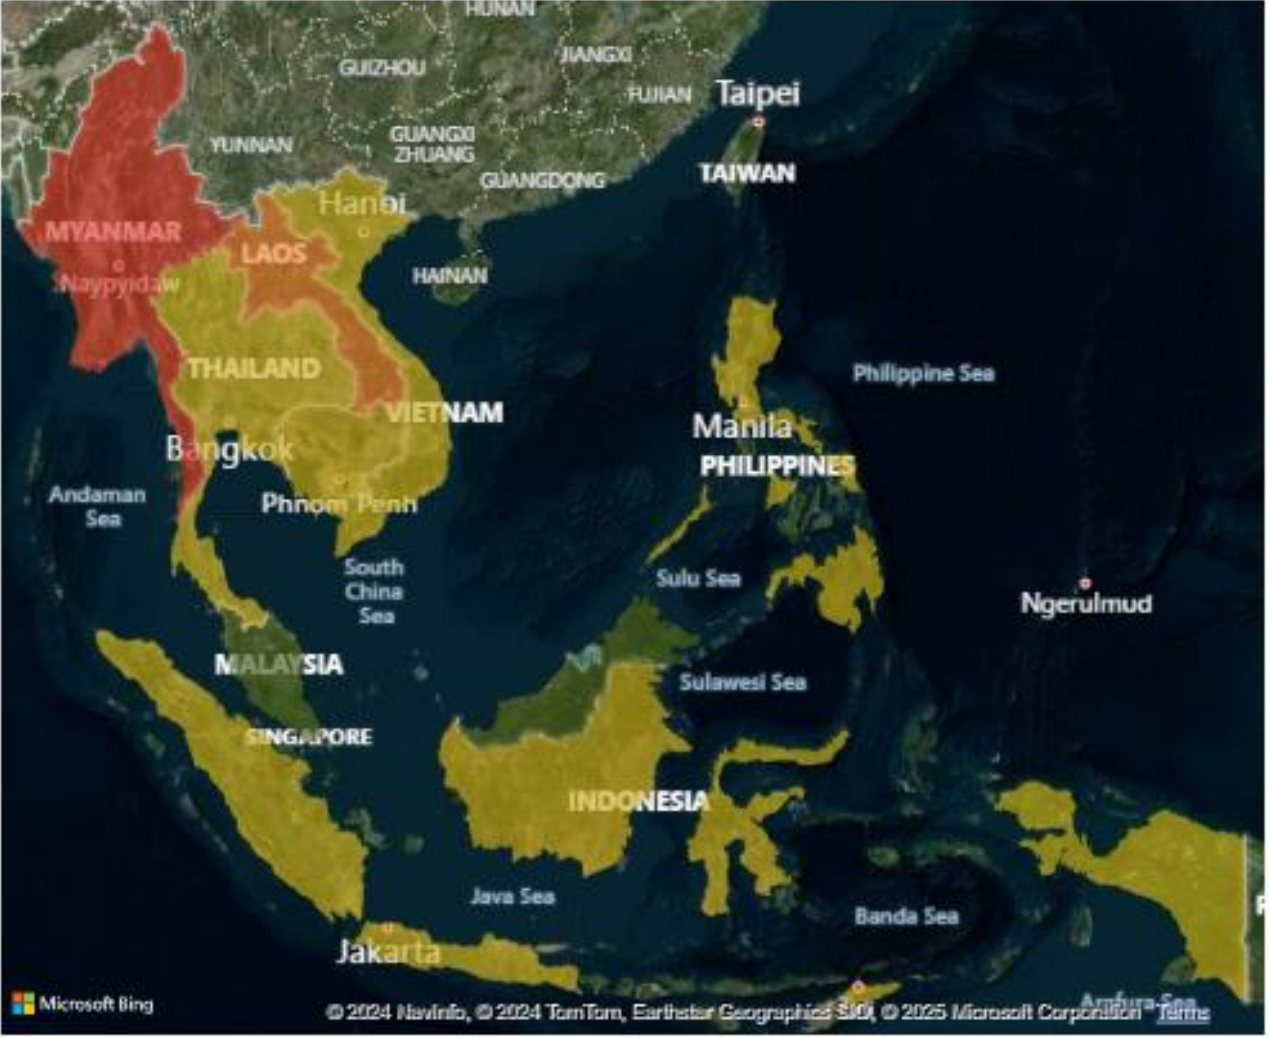 HUNAN
JIANGXI
GUIZHOU
FUJIAN
Taipei
YUNNAN
GUANGXI
ZHUANG
GUANGDONG
TAIWAN
Hanoi
MYANMAR
LAOS
HAINAN
Naypyidaw
THAILAND
Philippine Sea
VIETNAM
Manila
Bangkok
PHILIPPINES
Andaman
Sea
Phnom Penh
South
China
Sea
Sulu Sea
Ngerulmud
MALAYSIA
Sulawesi Sea
SINGAPORE
INDONESIA
Java Sea
Banda Sea
Jakarta
Arafura Sea
Microsoft Bing
© 2024 NavInfo, © 2024 TomTom, Earthstar Geographics SIO, © 2025 Microsoft Corporation Terms